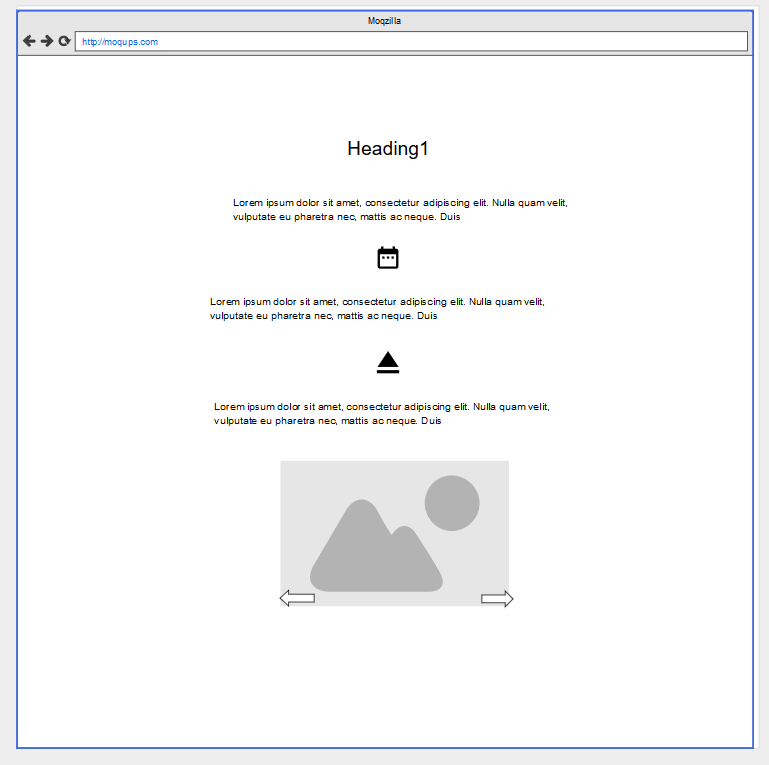 Moqzilla
http://moqups.com
Heading1
Lorem ipsum dolor sit amet, consectetur adipiscing elit. Nulla quam velit,
vulputate eu pharetra nec, mattis ac neque. Duis
Lorem ipsum dolor sit amet, consectetur adipiscing elit. Nulla quam velit,
vulputate eu pharetra nec, mattis ac neque. Duis
Lorem ipsum dolor sit amet, consectetur adipiscing elit. Nulla quam velit,
vulputate eu pharetra nec, mattis ac neque. Duis